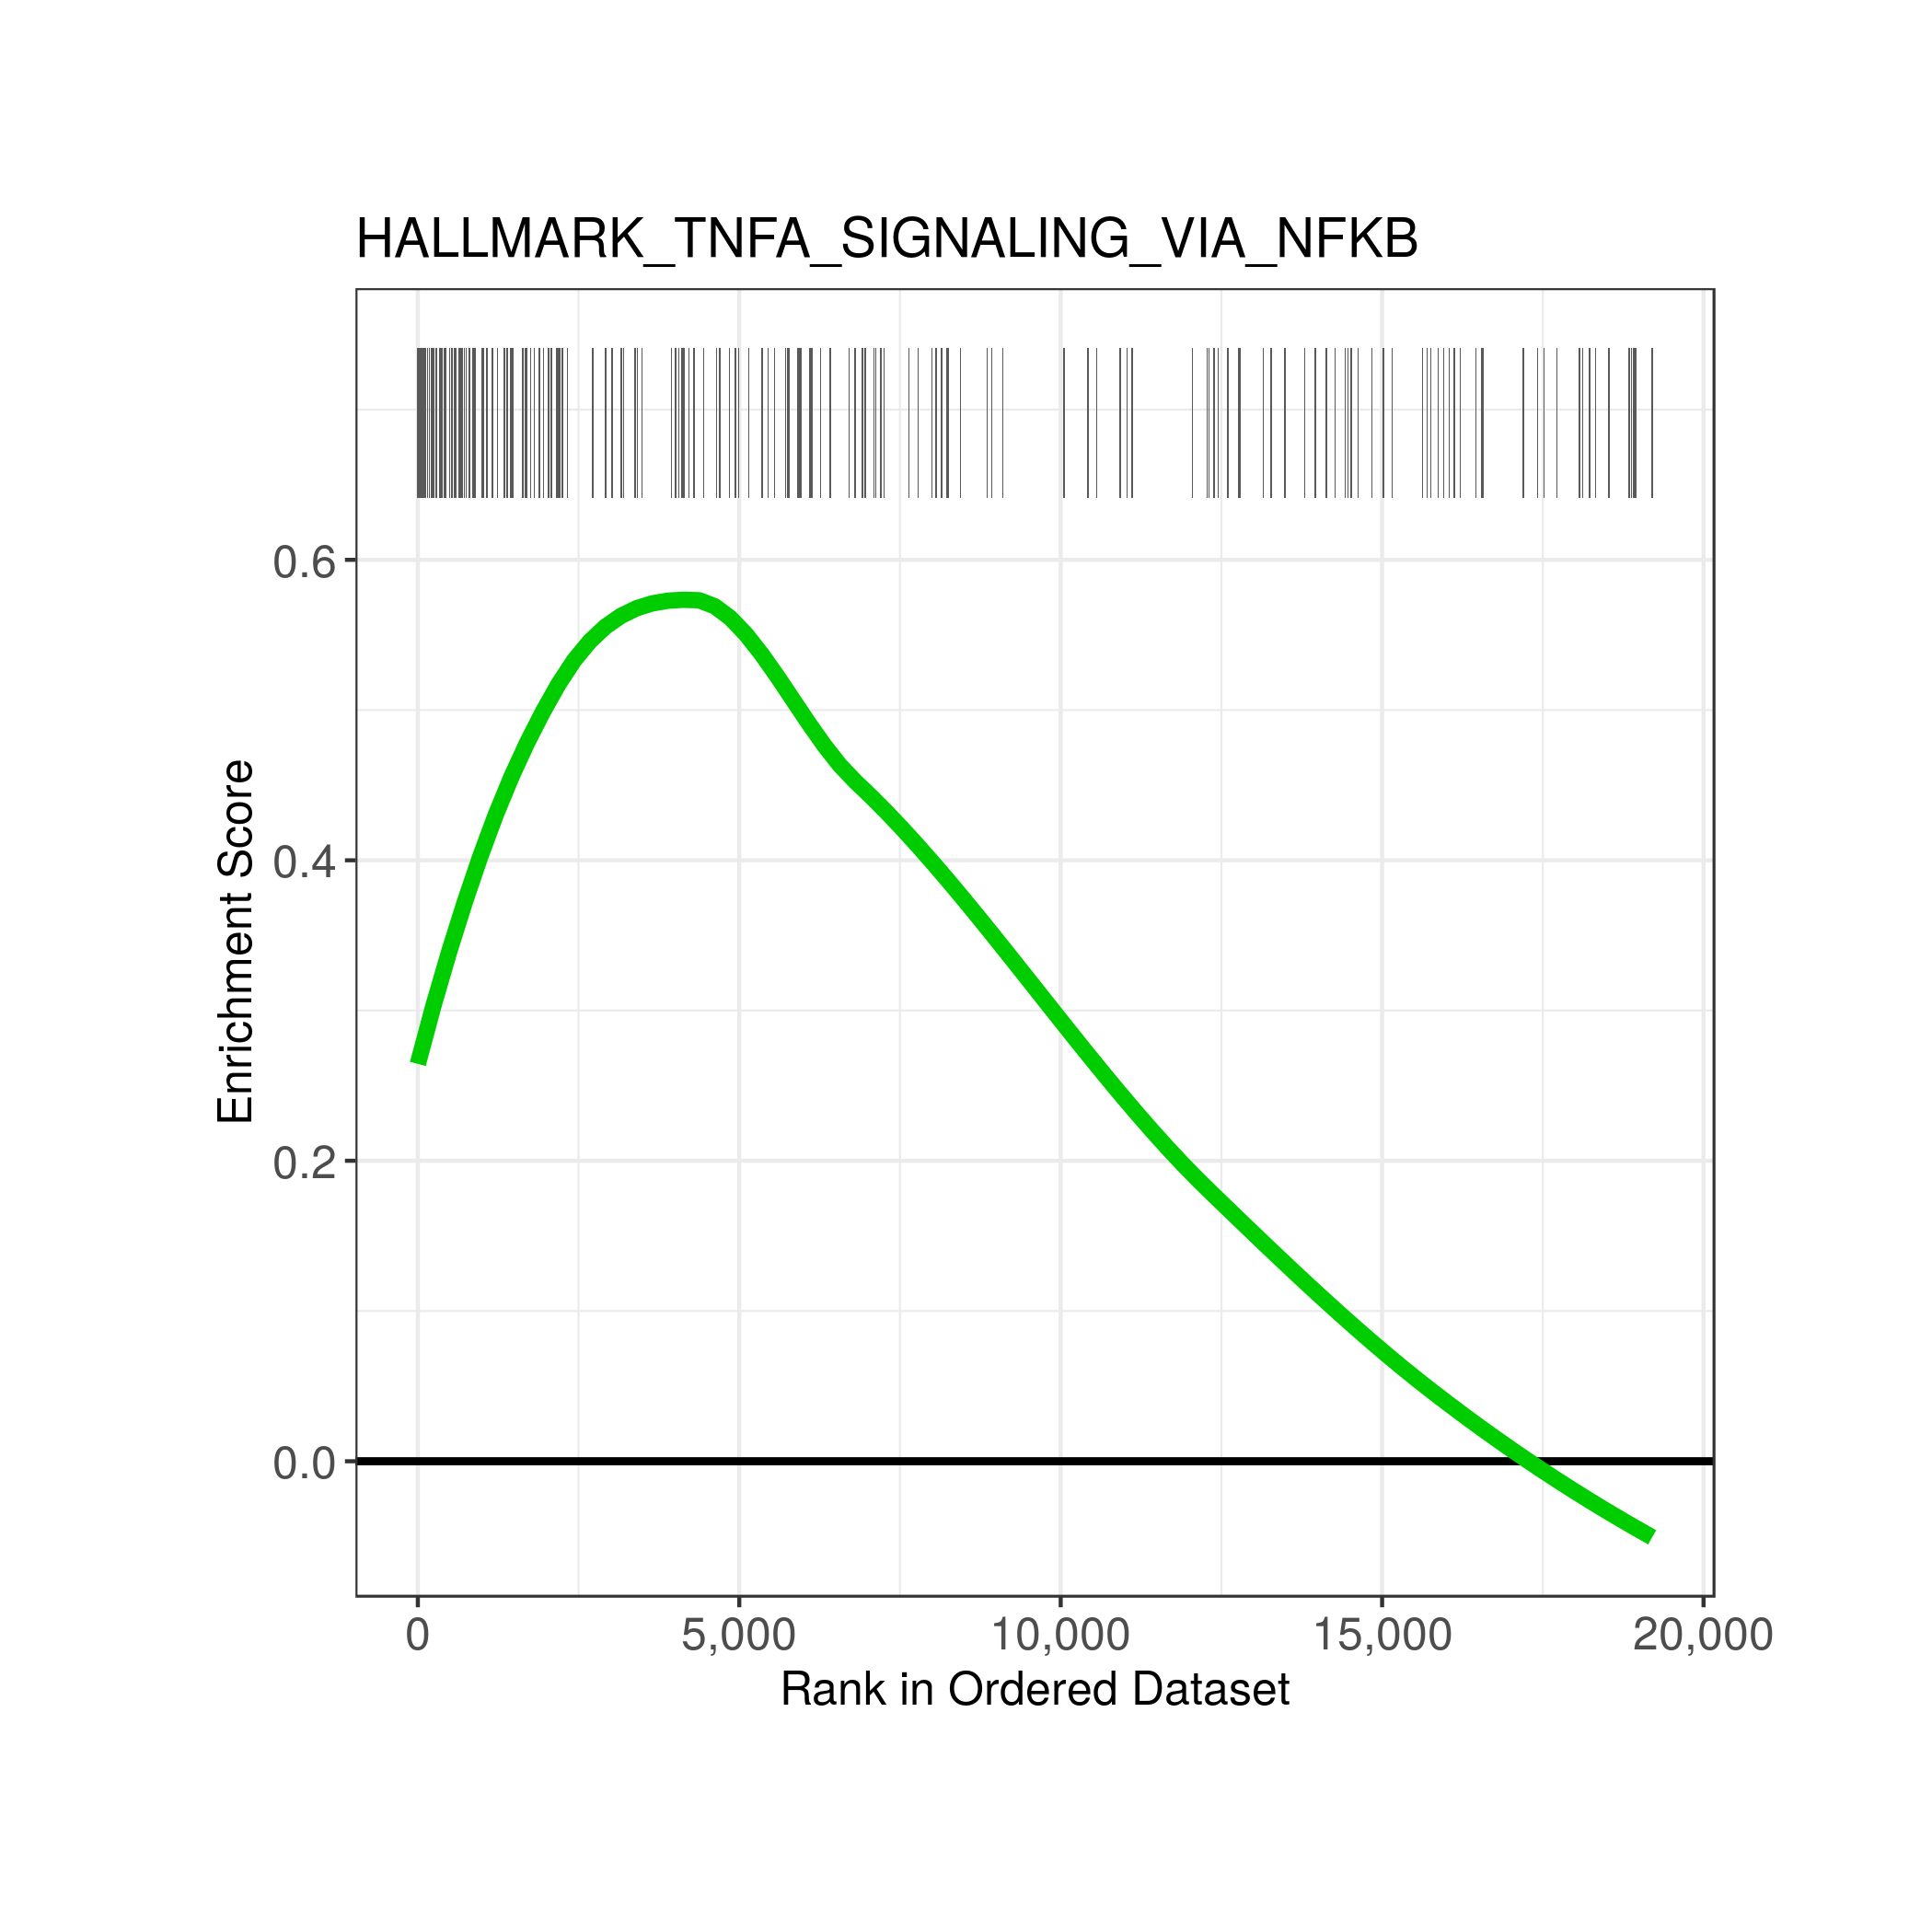 HALLMARK_TNFA_SIGNALING_VIA_NFKB
0.6
0.4
0.2
0.0
Enrichment Score
0 5,000 10,000 15,000 20,000
Rank in Ordered Dataset